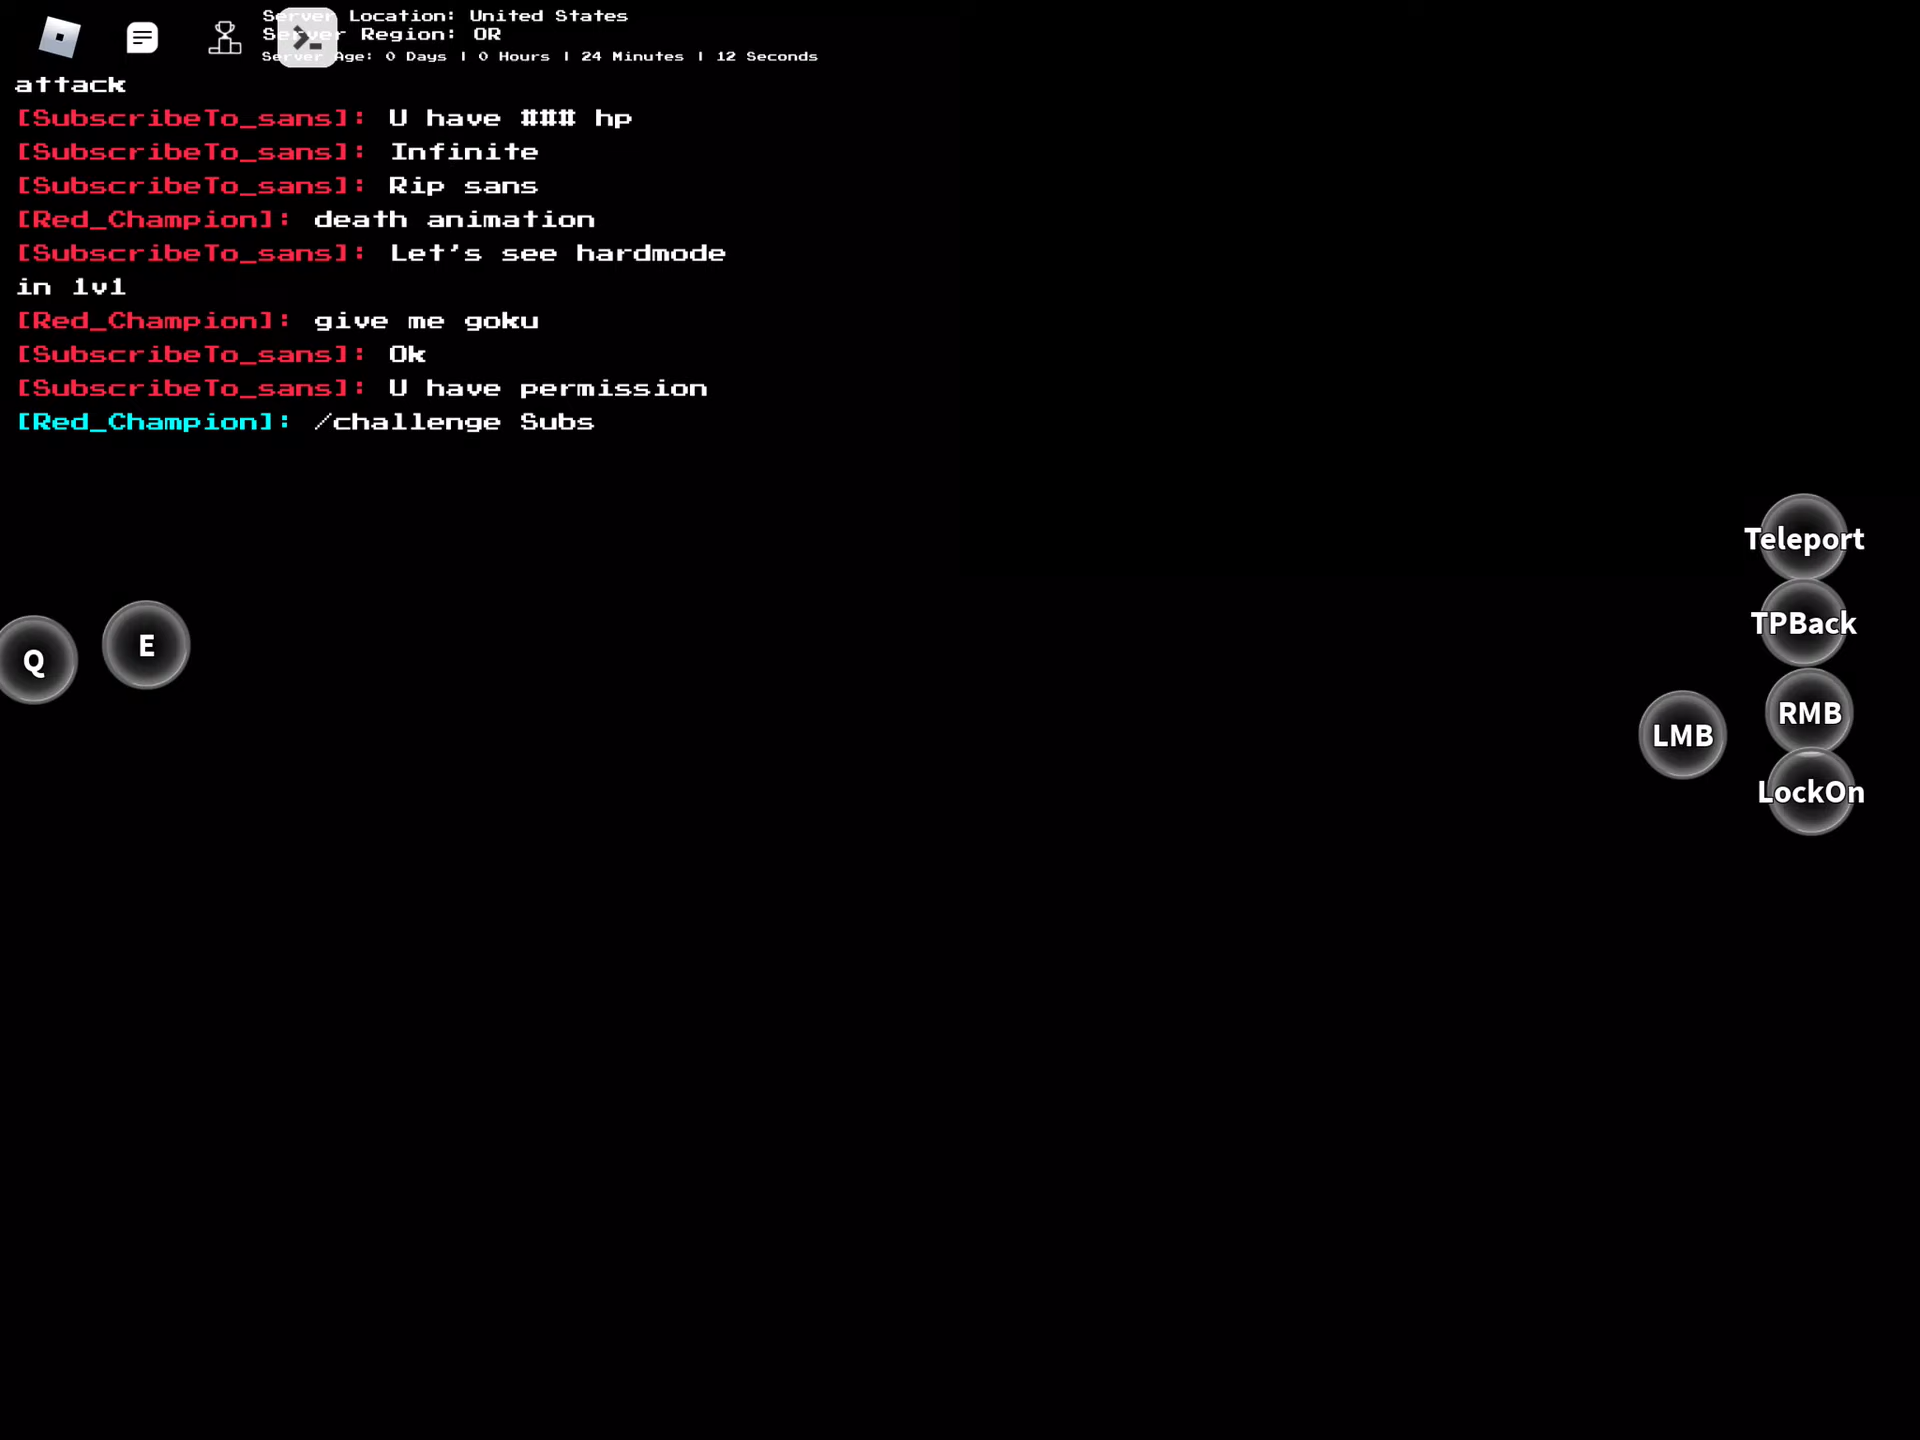 Server Location: United States
Server Region: OR
Server Age: 0 Days | 0 Hours | 24 Minutes | 12 Seconds
attack
[SubscribeTo_sans]: U have ### hp
[SubscribeTo_sans]: Infinite
[SubscribeTo_sans]: Rip sans
[Red_Champion]: death animation
[SubscribeTo_sans]: Let's see hardmode
in 1v1
[Red_Champion]: give me goku
[SubscribeTo_sans]: Ok
[SubscribeTo_sans]: U have permission
[Red_Champion]: /challenge Subs
Teleport
TPBack
Q
E
RMB
LMB
LockOn